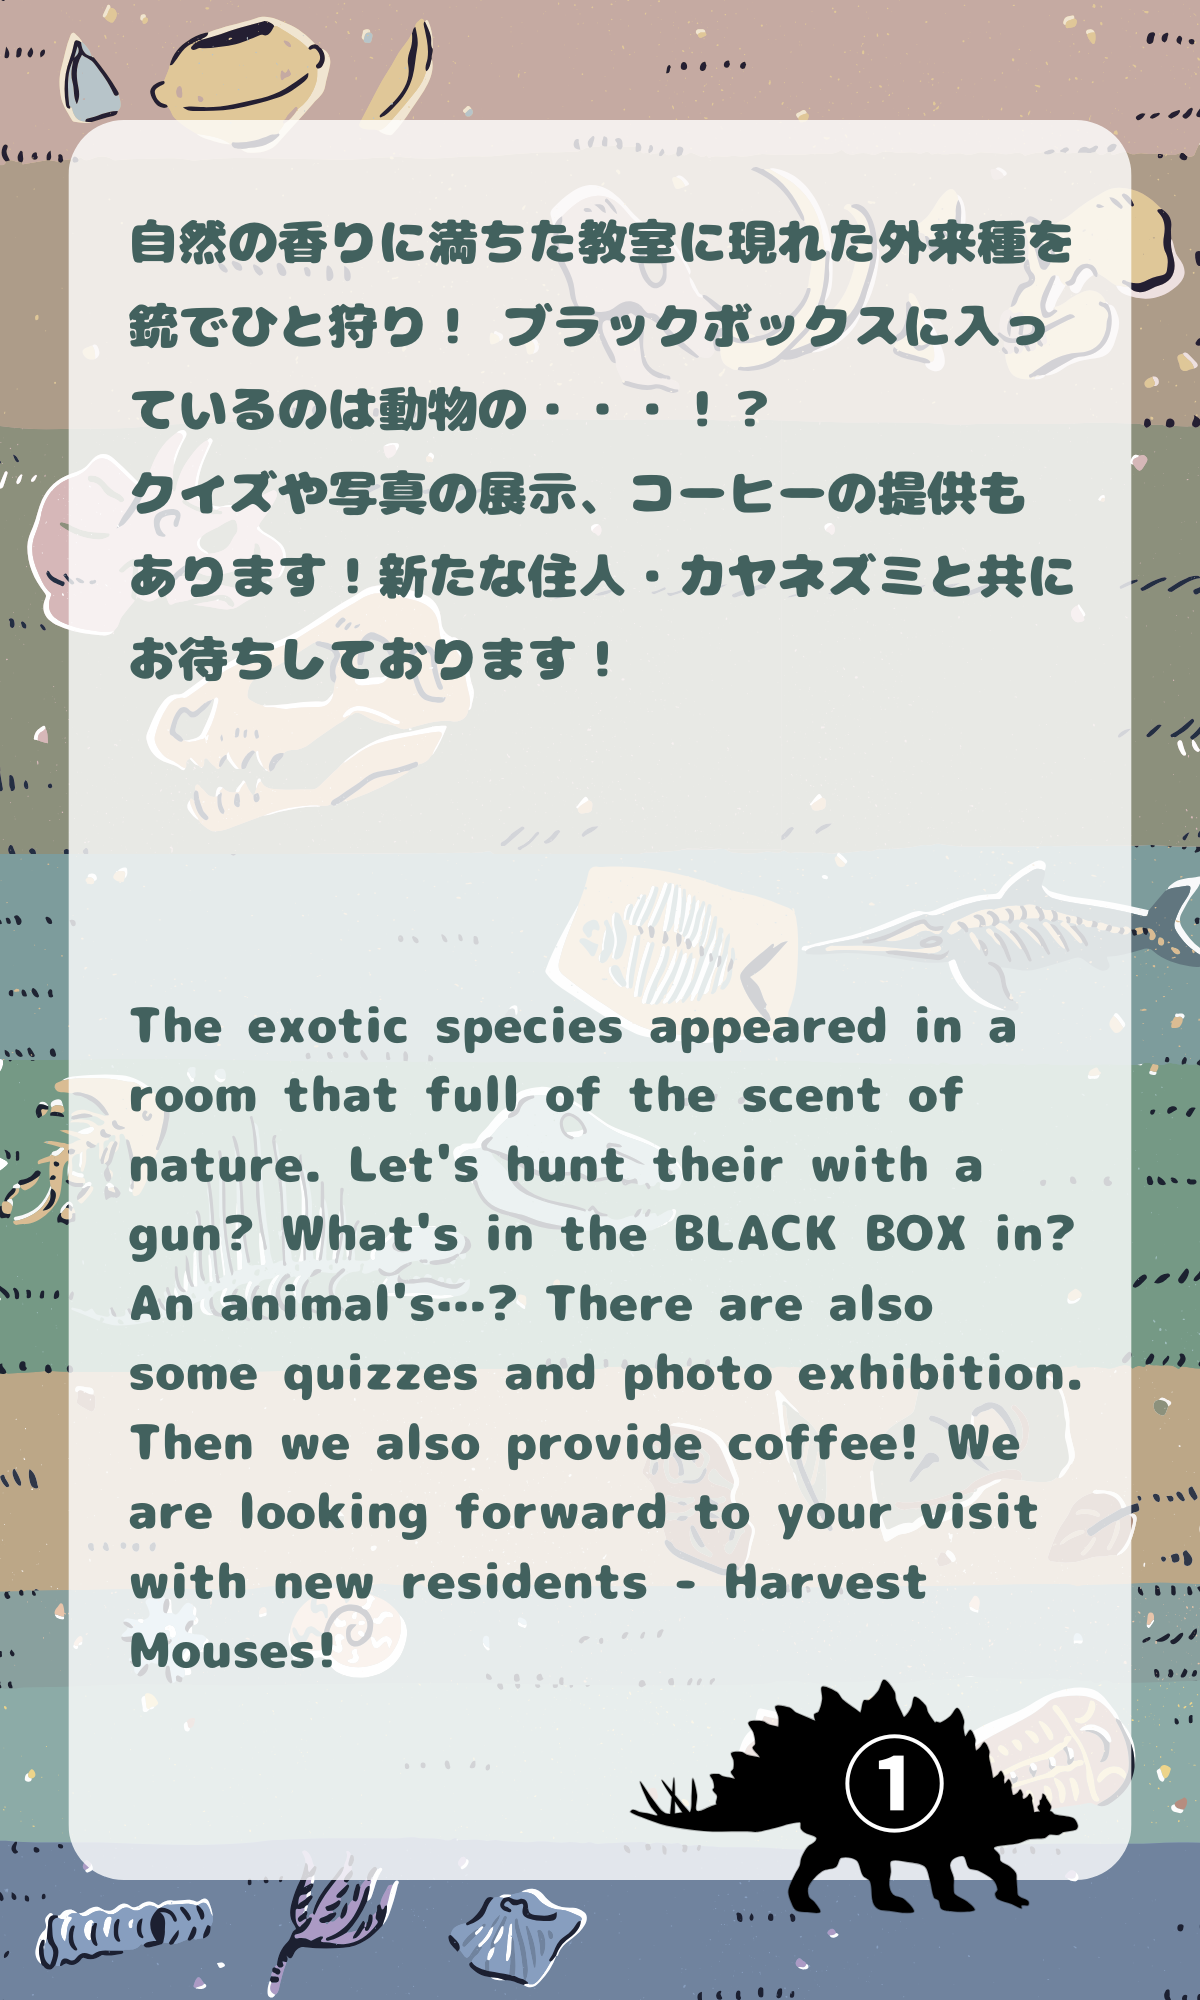 自然の香りに満ちた教室に現れた外来種を
銃でひと狩り！ ブラックボックスに入っ
ているのは動物の・・・！？
クイズや写真の展示、コーヒーの提供も
あります！新たな住人・カヤネズミと共に
お待ちしております！
The exotic species appeared in a
room that full of the scent of
nature. Let's hunt their with a
gun? What's in the BLACK BOX in?
An animal's…? There are also
some quizzes and photo exhibition.
Then we also provide coffee! We
are looking forward to your visit
with new residents - Harvest
Mouses!
1